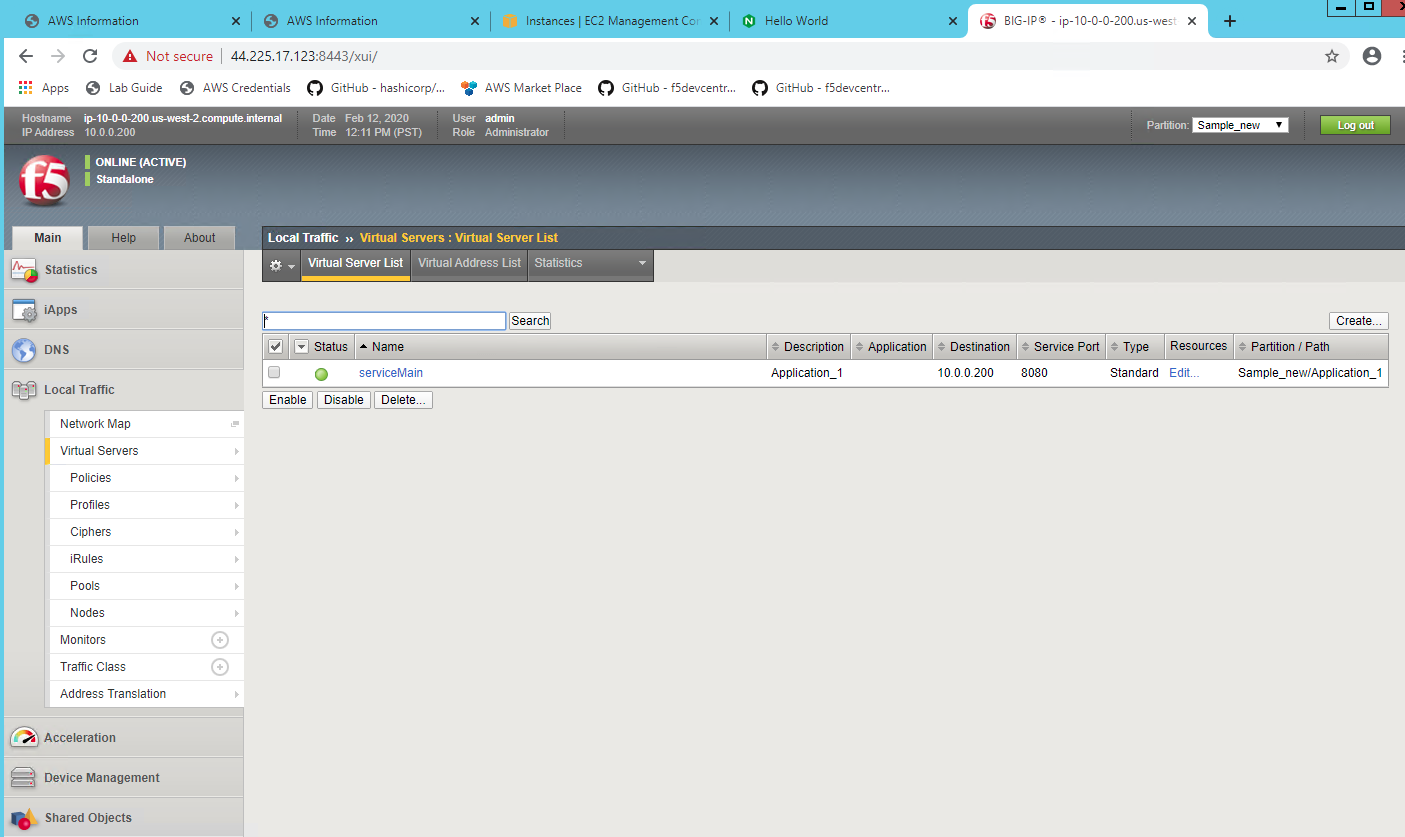 AWS Information
AWS Information
Instances | EC2 Management Con
Hello World
BIG-IP® - ip-10-0-0-200.us-west
Not secure
44.225.17.123:8443/xui/
Apps
Lab Guide
AWS Credentials
GitHub - hashicorp/...
AWS Market Place
GitHub - f5devcentr...
GitHub - f5devcentr...
Hostname ip-10-0-0-200.us-west-2.compute.internal
IP Address 10.0.0.200
Date Feb 12, 2020
Time 12:11 PM (PST)
User admin
Role Administrator
Partition: Sample_new
Log out
f5
ONLINE (ACTIVE)
Standalone
Main
Help
About
Local Traffic ›› Virtual Servers : Virtual Server List
Virtual Server List
Virtual Address List
Statistics
Statistics
iApps
DNS
Local Traffic
Network Map
Virtual Servers
Policies
Profiles
Ciphers
iRules
Pools
Nodes
Monitors
Traffic Class
Address Translation
Acceleration
Device Management
Shared Objects
*
Search
Create...
Status Name Description Application Destination Service Port Type Resources Partition / Path
serviceMain Application_1 10.0.0.200 8080 Standard Edit... Sample_new/Application_1
Enable
Disable
Delete...